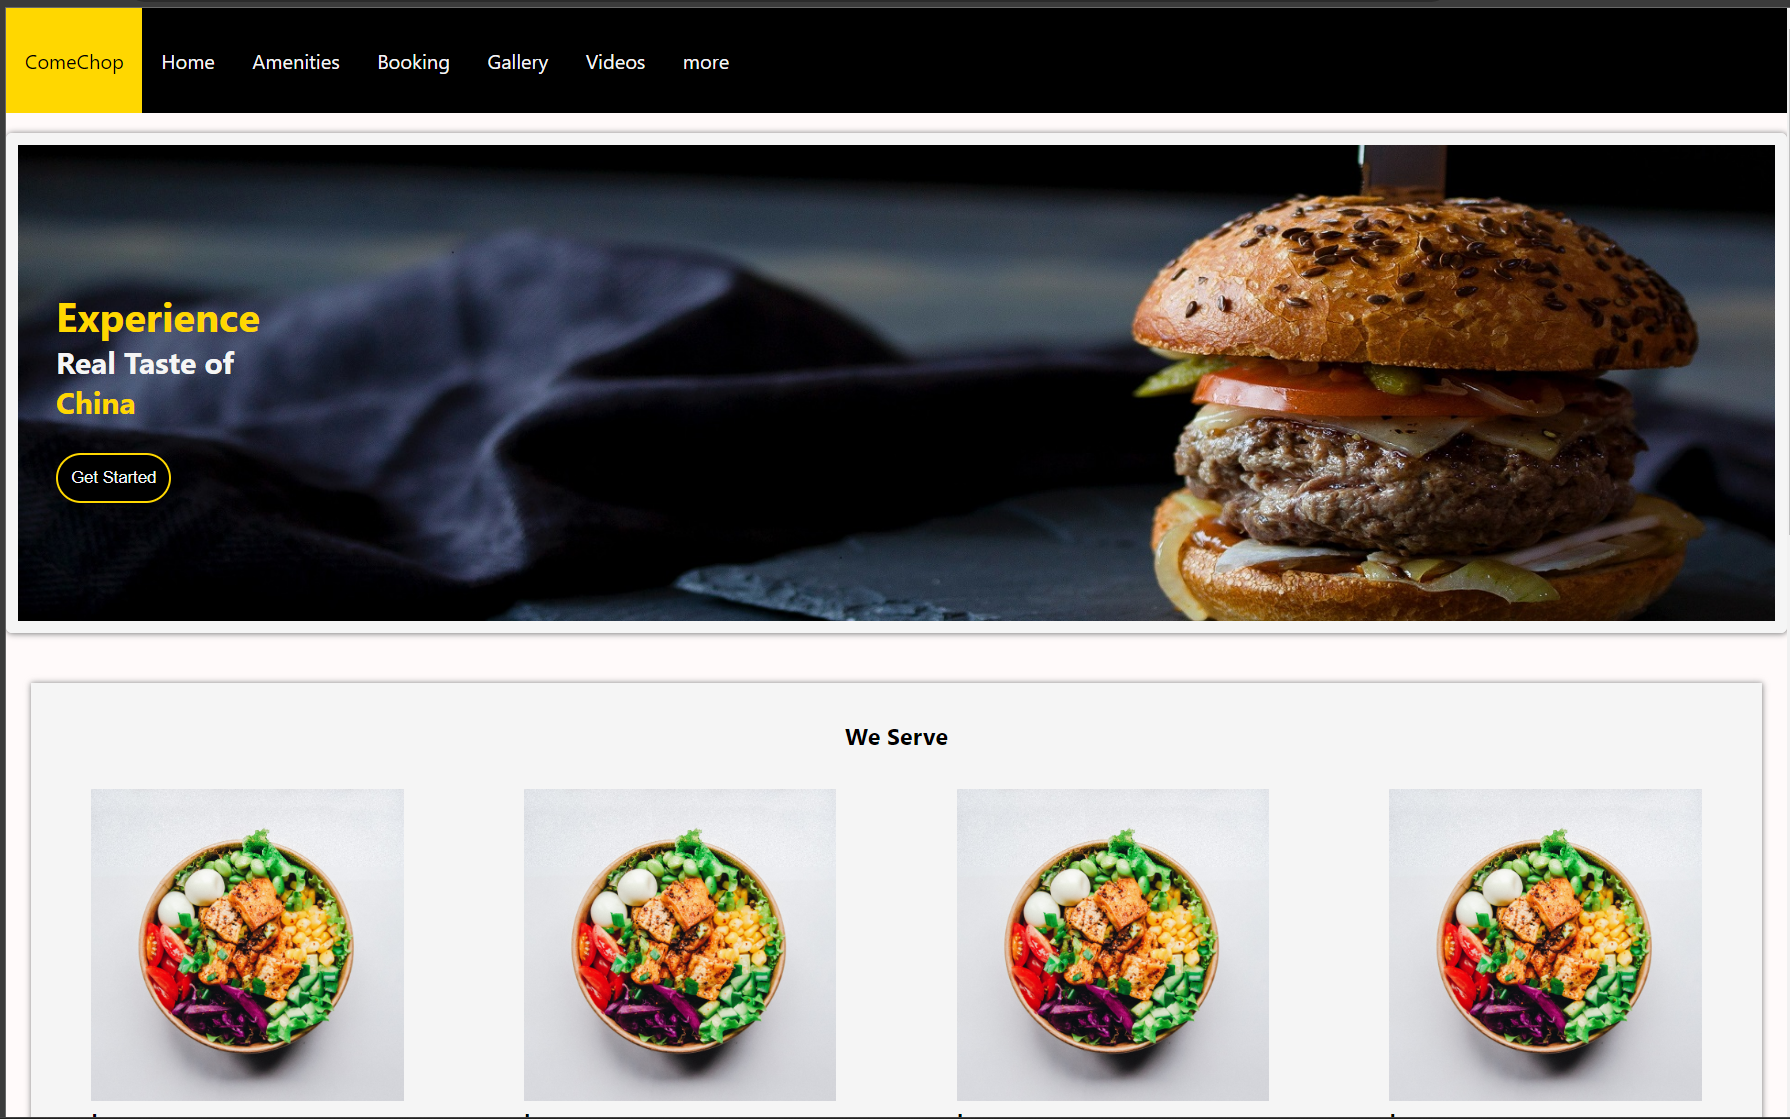 ComeChop Home Amenities Booking Gallery Videos more
Experience
Real Taste of
China
Get Started
We Serve